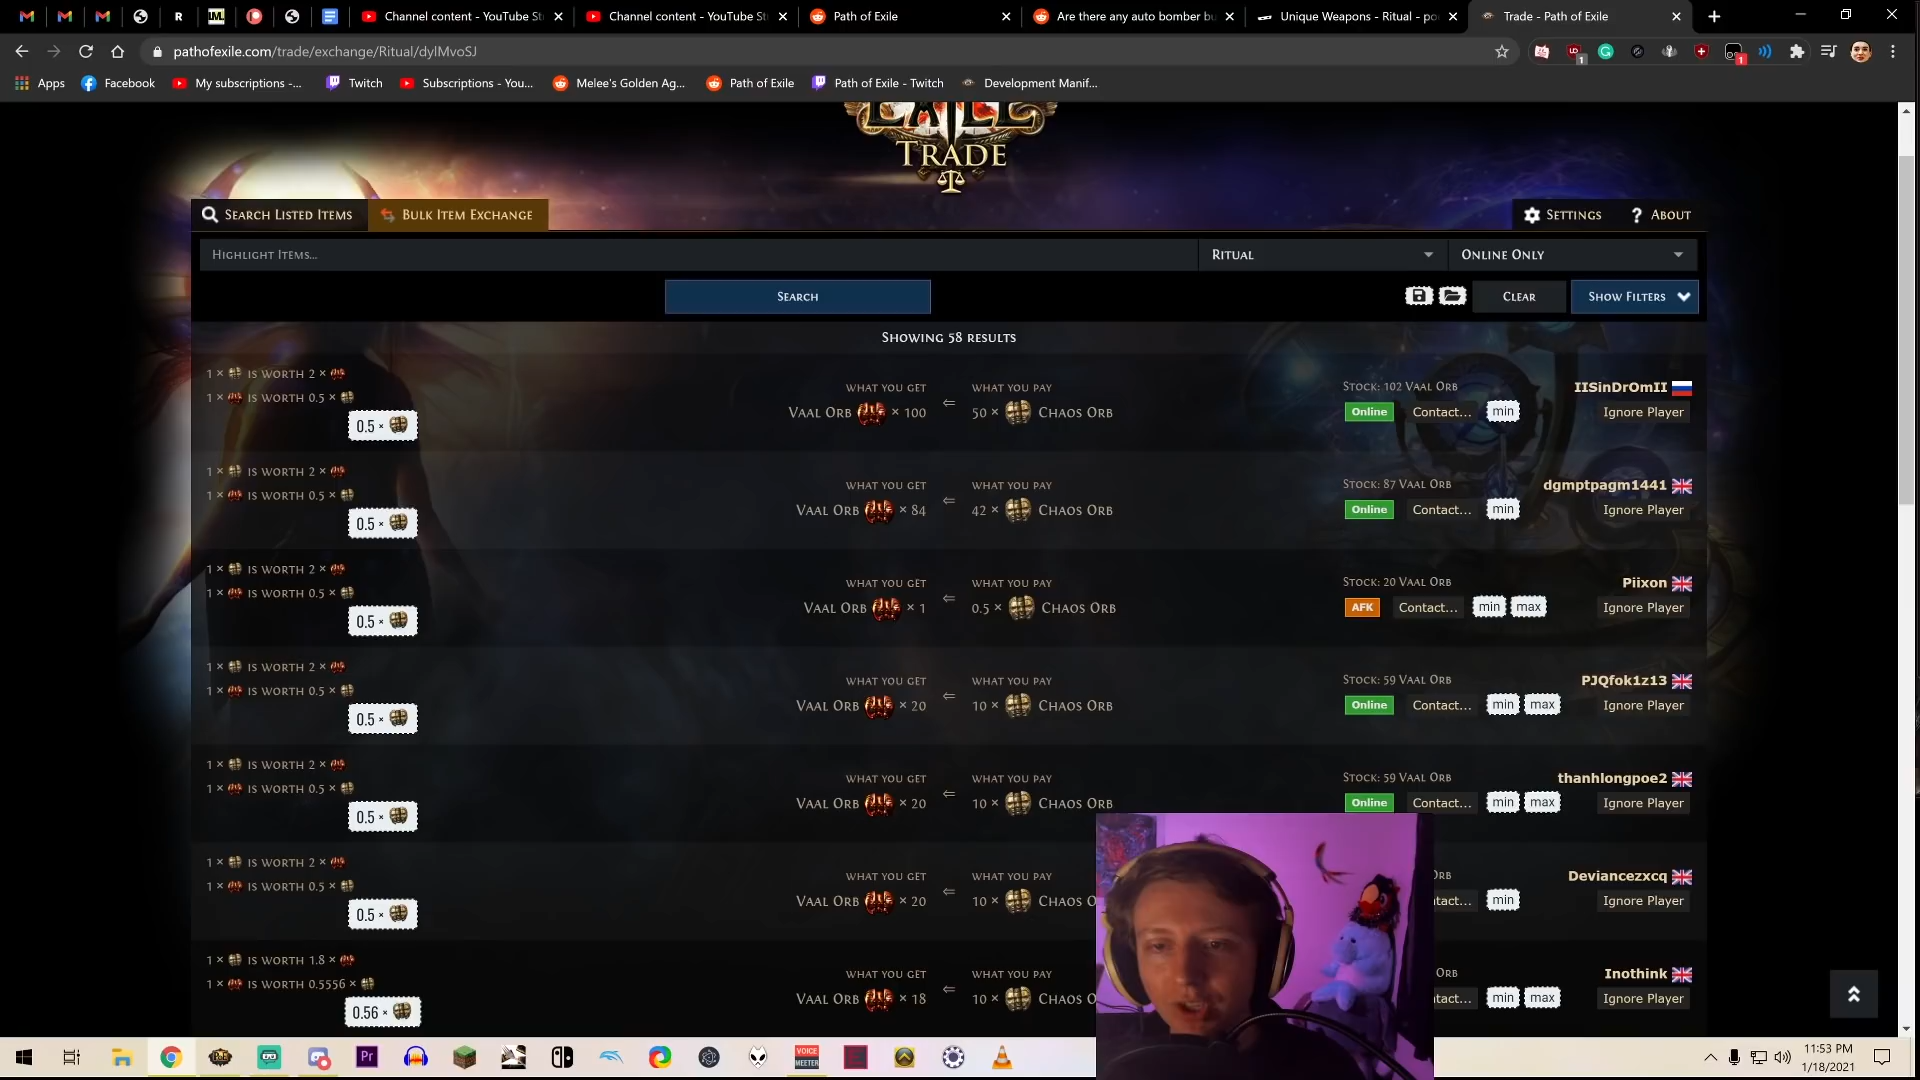 Channel content - YouTube St
Channel content - YouTube St
Path of Exile
Are there any auto bomber bu
Unique Weapons - Ritual - po
Trade - Path of Exile
pathofexile.com/trade/exchange/Ritual/dylMvoSJ
Apps
Facebook
My subscriptions -...
Twitch
Subscriptions - You...
Melee's Golden Ag...
Path of Exile
Path of Exile - Twitch
Development Manif...
TRADE
Search Listed Items
Bulk Item Exchange
Settings
? About
Highlight Items...
Ritual
Online Only
Search
Clear
Show Filters
Showing 58 results
1 × is worth 2 ×
1 × is worth 0.5 ×
0.5 ×
What you get
What you pay
Vaal Orb × 100
50 × Chaos Orb
Stock: 102 Vaal Orb
IISinDrOmII
Online
Contact...
min
Ignore Player
1 × is worth 2 ×
1 × is worth 0.5 ×
0.5 ×
What you get
What you pay
Vaal Orb × 84
42 × Chaos Orb
Stock: 87 Vaal Orb
dgmptpagm1441
Online
Contact...
min
Ignore Player
1 × is worth 2 ×
1 × is worth 0.5 ×
0.5 ×
What you get
What you pay
Vaal Orb × 1
0.5 × Chaos Orb
Stock: 20 Vaal Orb
Piixon
AFK
Contact...
min
max
Ignore Player
1 × is worth 2 ×
1 × is worth 0.5 ×
0.5 ×
What you get
What you pay
Vaal Orb × 20
10 × Chaos Orb
Stock: 59 Vaal Orb
PJQfok1z13
Online
Contact...
min
max
Ignore Player
1 × is worth 2 ×
1 × is worth 0.5 ×
0.5 ×
What you get
What you pay
Vaal Orb × 20
10 × Chaos Orb
Stock: 59 Vaal Orb
thanhlongpoe2
Online
Contact...
min
max
Ignore Player
1 × is worth 2 ×
1 × is worth 0.5 ×
0.5 ×
What you get
What you pay
Vaal Orb × 20
10 × Chaos O
rb
Deviancezxcq
tact...
min
Ignore Player
1 × is worth 1.8 ×
1 × is worth 0.5556 ×
0.56 ×
What you get
What you pay
Vaal Orb × 18
10 × Chaos O
Orb
Inothink
tact...
min
max
Ignore Player
Pr
VOICE
MEETER
11:53 PM
1/18/2021